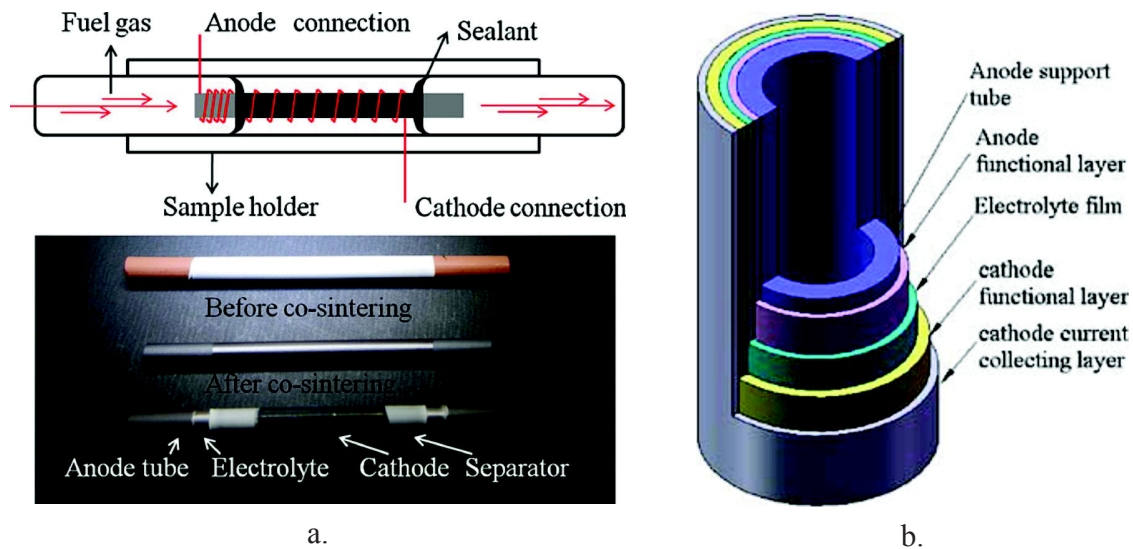 Fuel gas
Anode connection
Sealant
Sample holder
Cathode connection
Before co-sintering
After co-sintering
Anode tube
Electrolyte
Cathode
Separator
a.
Anode support
tube
Anode
functional layer
Electrolyte film
cathode
functional layer
cathode current
collecting layer
b.